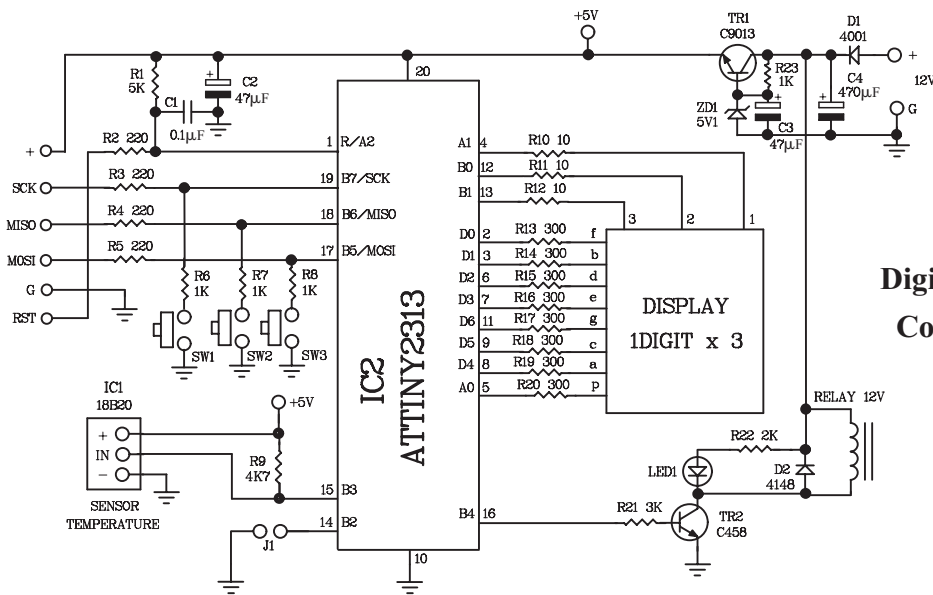 +5V
TR1
C9013
D1
4001
+
12V
R1
5K
C2
47µF
20
R23
1K
C4
470µF
C1
0.1µF
ZD1
5V1
C3
47µF
G
+
R2 220
1 R/A2
A1 4 R10 10
SCK
R3 220
19 B7/SCK
B0 12 R11 10
MISO
R4 220
18 B6/MISO
B1 13 R12 10
3 2 1
MOSI
R5 220
17 B5/MOSI
D0 2 R13 300 f
D1 3 R14 300 b
D2 6 R15 300 d
D3 7 R16 300 e
D6 11 R17 300 g
D5 9 R18 300 c
D4 8 R19 300 a
A0 5 R20 300 p
G
RST
R6
1K
R7
1K
R8
1K
SW1
SW2
SW3
IC2
ATTINY2313
DISPLAY
1DIGIT x 3
Digi
Co
IC1
18B20
+
IN
–
SENSOR
TEMPERATURE
+5V
R9
4K7
15 B3
14 B2
J1
10
B4 16
R21 3K
TR2
C458
LED1
R22 2K
D2
4148
RELAY 12V